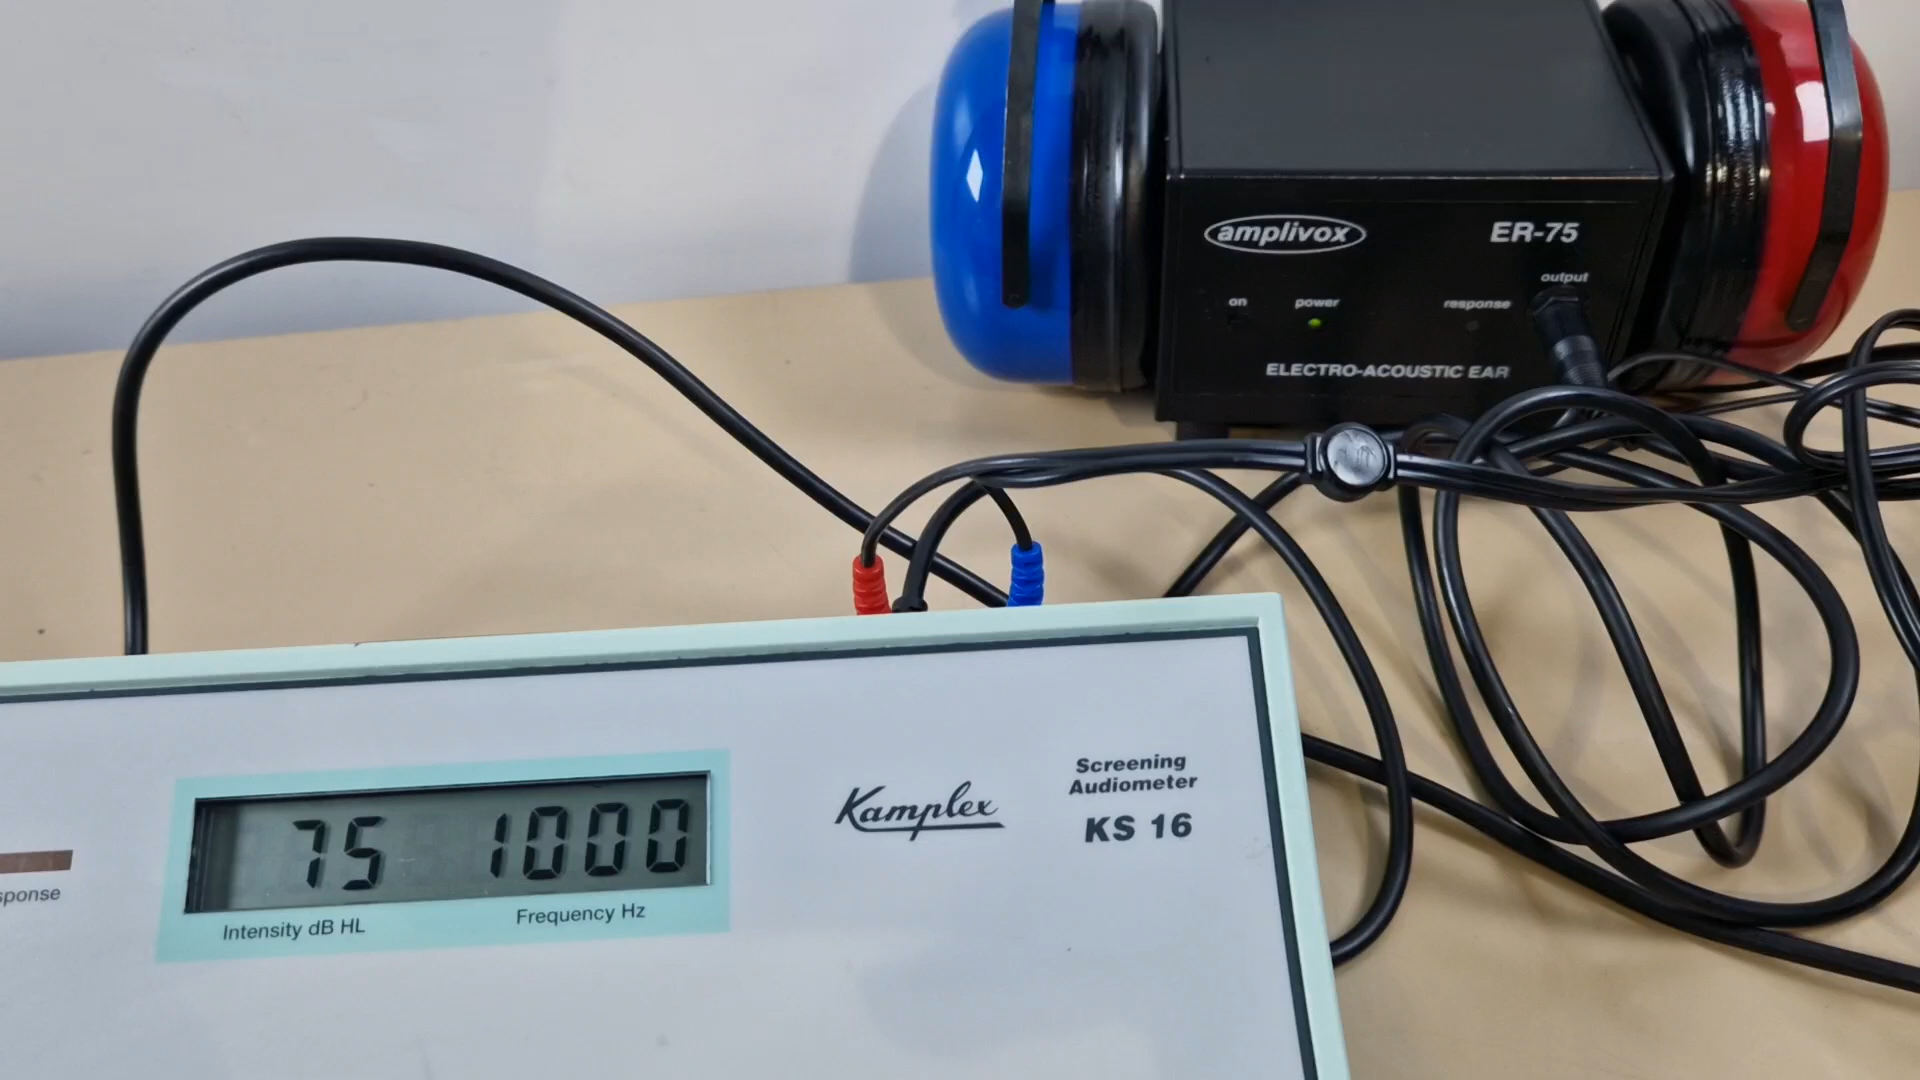 amplivox
ER-75
output
on
power
response
ELECTRO-ACOUSTIC EAR
Screening
Audiometer
Kamplex
KS 16
75 1000
sponse
Intensity dB HL
Frequency Hz